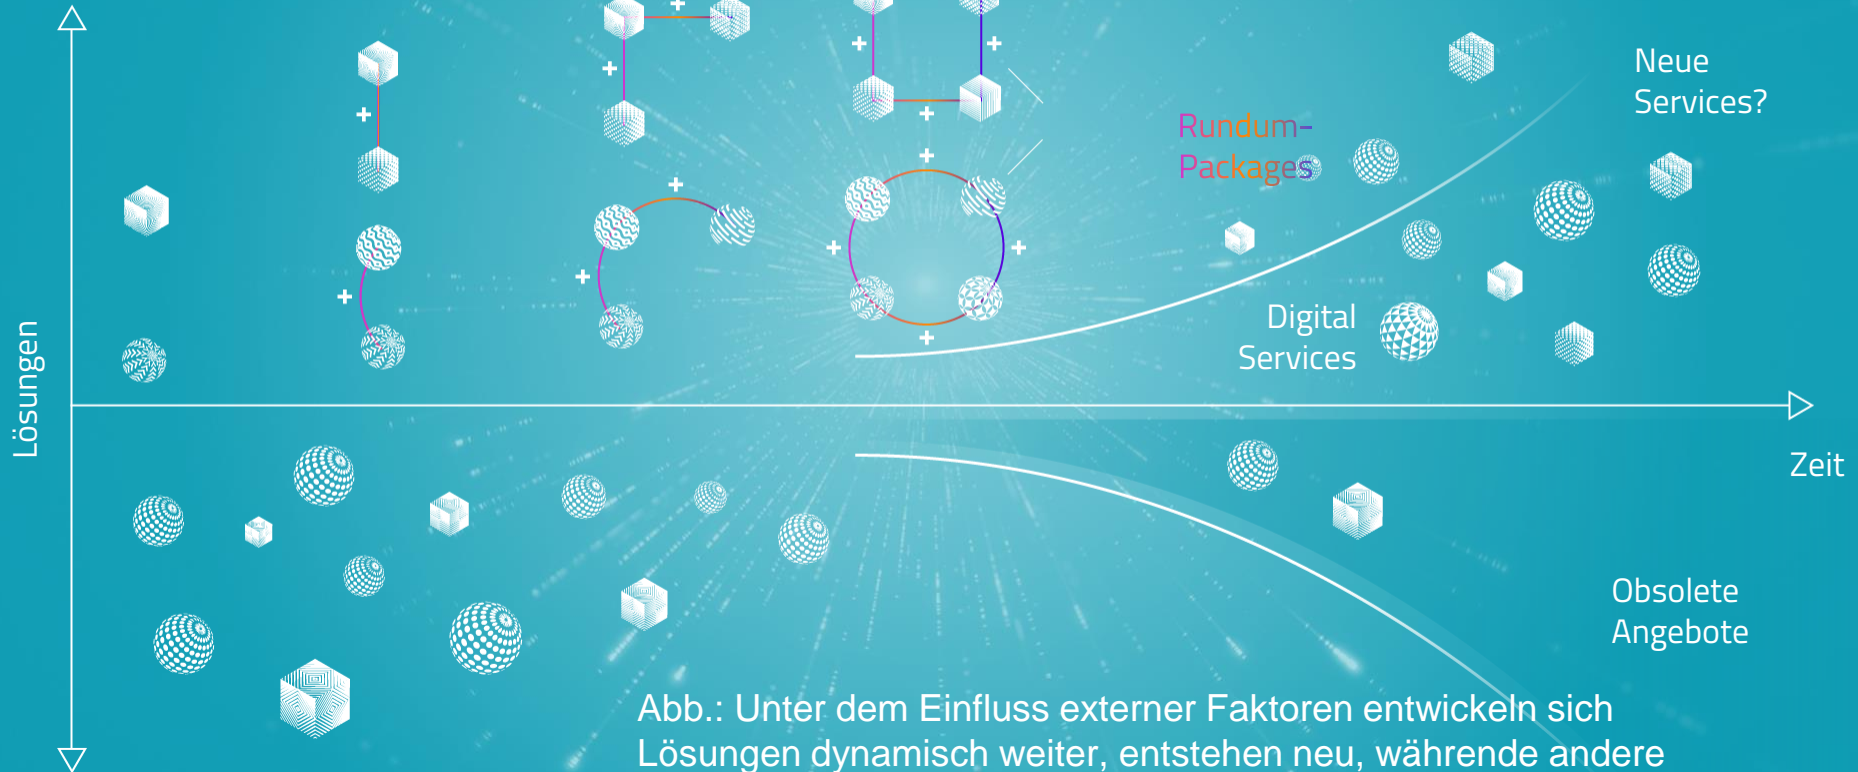 Neue
Services?
Rundum-
Packages
Digital
Services
Lösungen
Zeit
Obsolete
Angebote
Abb.: Unter dem Einfluss externer Faktoren entwickeln sich
Lösungen dynamisch weiter, entstehen neu, währende andere